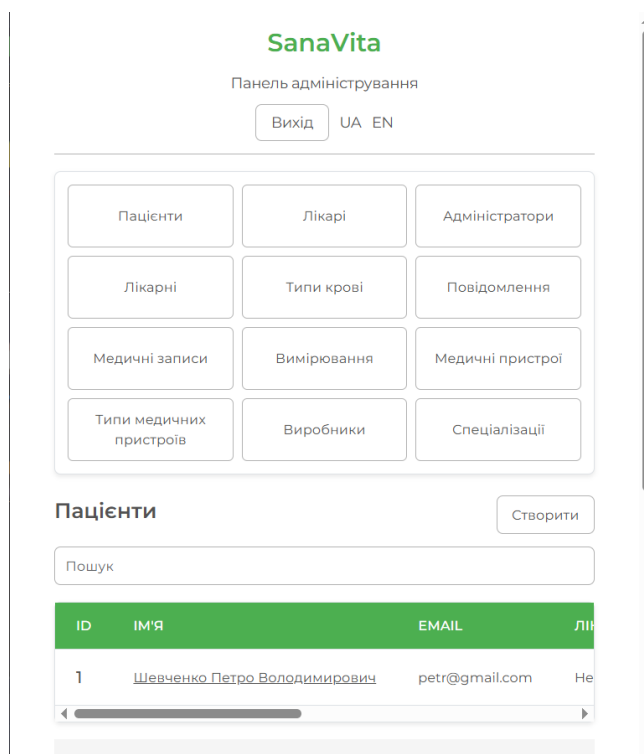 SanaVita
Панель адміністрування
Вихід UA EN
Пацієнти Лікарі Адміністратори
Лікарні Типи крові Повідомлення
Медичні записи Вимірювання Медичні пристрої
Типи медичних
пристроїв Виробники Спеціалізації
Пацієнти Створити
Пошук
ID ІМ'Я EMAIL
1 Шевченко Петро Володимирович petr@gmail.com Не